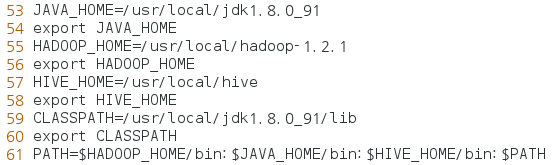 53 JAVA_HOME=/usr/local/jdk1.8.0_91
54 export JAVA_HOME
55 HADOOP_HOME=/usr/local/hadoop-1.2.1
56 export HADOOP_HOME
57 HIVE_HOME=/usr/local/hive
58 export HIVE_HOME
59 CLASSPATH=/usr/local/jdk1.8.0_91/lib
60 export CLASSPATH
61 PATH=$HADOOP_HOME/bin:$JAVA_HOME/bin:$HIVE_HOME/bin:$PATH